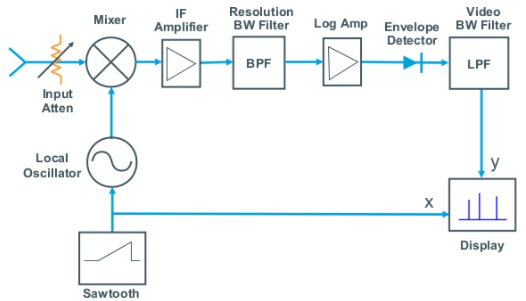 Mixer
IF
Amplifier
Resolution
BW Filter
Log Amp
Envelope
Detector
Video
BW Filter
BPF
LPF
Input
Atten
Local
Oscillator
y
x
Display
Sawtooth